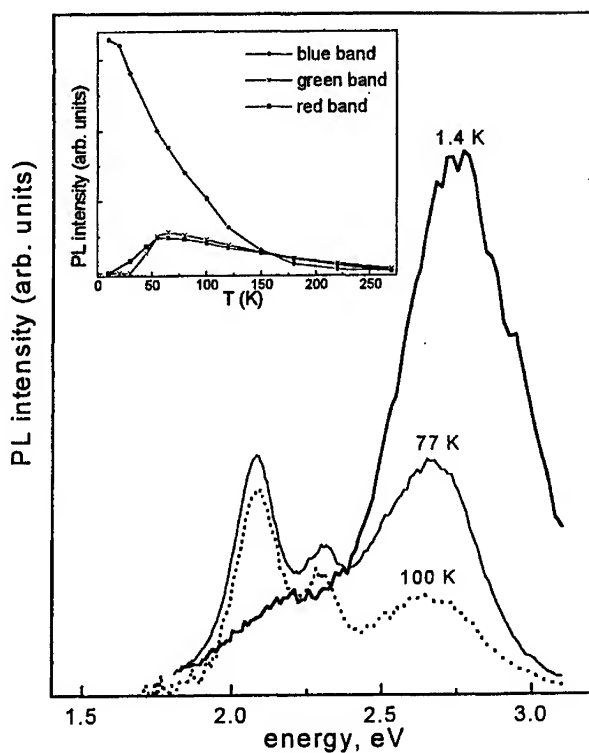 PL intensity (arb. units)
PL intensity (arb. units)
blue band
green band
red band
0 50 100 150 200 250
T (K)
1.4 K
77 K
100 K
1.5 2.0 2.5 3.0
energy, eV